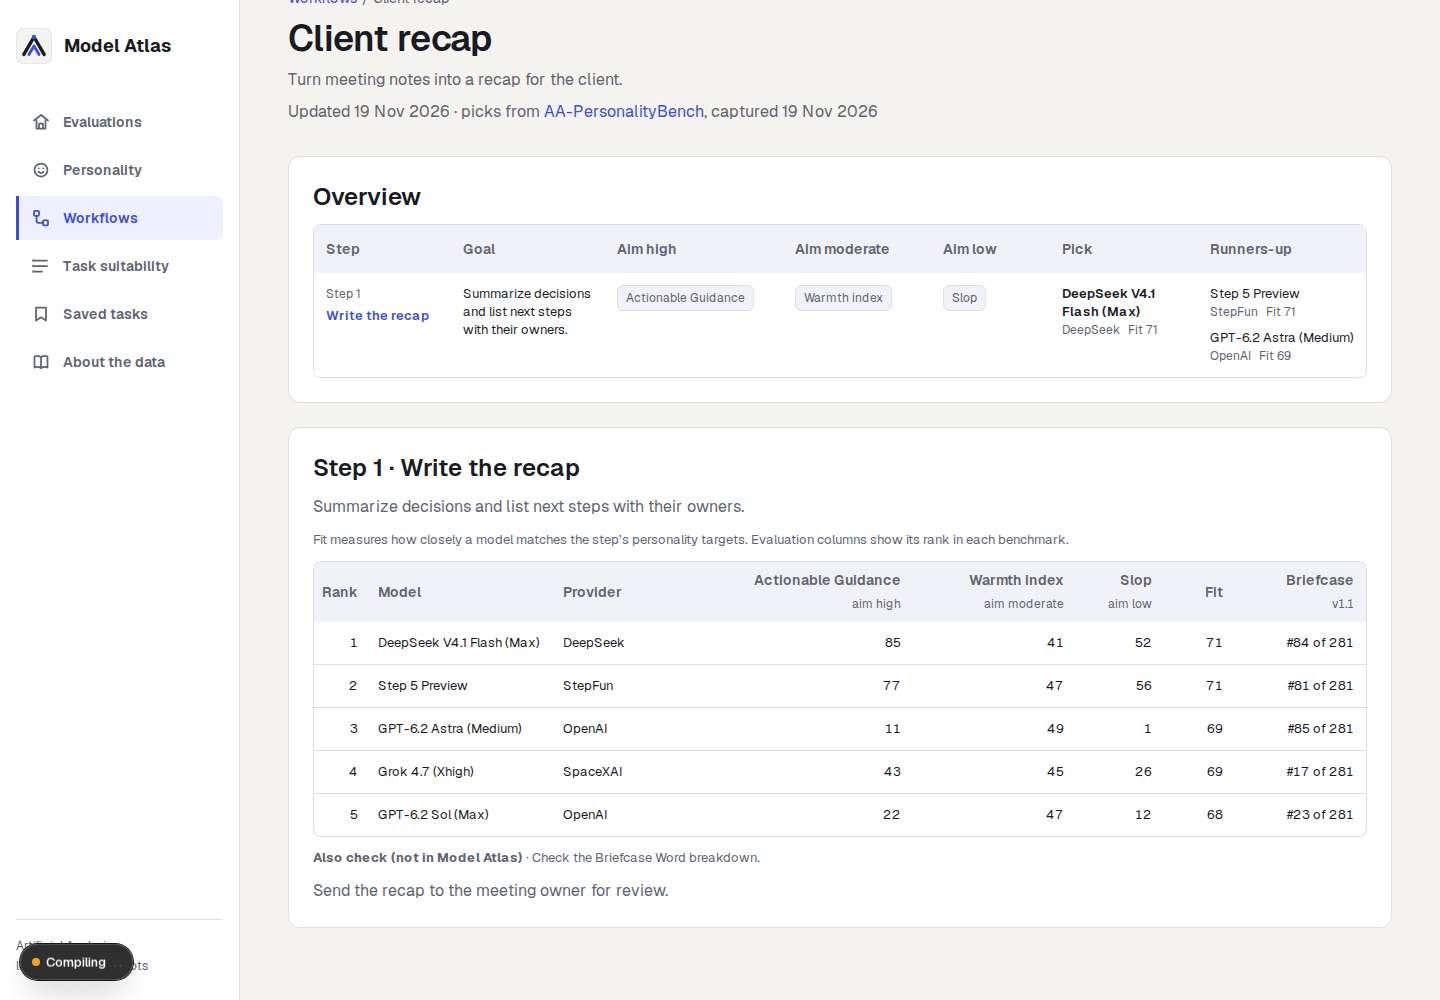 Model Atlas
Evaluations
Personality
Workflows
Task suitability
Saved tasks
About the data
Compiling ...
ots
Workflows / Client recap
Client recap
Turn meeting notes into a recap for the client.
Updated 19 Nov 2026 · picks from AA-PersonalityBench, captured 19 Nov 2026
Overview
Step Goal Aim high Aim moderate Aim low Pick Runners-up
Step 1
Write the recap
Summarize decisions
and list next steps
with their owners.
Actionable Guidance
Warmth index
Slop
DeepSeek V4.1
Flash (Max)
DeepSeek Fit 71
Step 5 Preview
StepFun Fit 71
GPT-6.2 Astra (Medium)
OpenAI Fit 69
Step 1 · Write the recap
Summarize decisions and list next steps with their owners.
Fit measures how closely a model matches the step's personality targets. Evaluation columns show its rank in each benchmark.
Rank Model Provider Actionable Guidance Warmth index Slop Fit Briefcase
aim high aim moderate aim low v1.1
1 DeepSeek V4.1 Flash (Max) DeepSeek 85 41 52 71 #84 of 281
2 Step 5 Preview StepFun 77 47 56 71 #81 of 281
3 GPT-6.2 Astra (Medium) OpenAI 11 49 1 69 #85 of 281
4 Grok 4.7 (Xhigh) SpaceXAI 43 45 26 69 #17 of 281
5 GPT-6.2 Sol (Max) OpenAI 22 47 12 68 #23 of 281
Also check (not in Model Atlas) · Check the Briefcase Word breakdown.
Send the recap to the meeting owner for review.